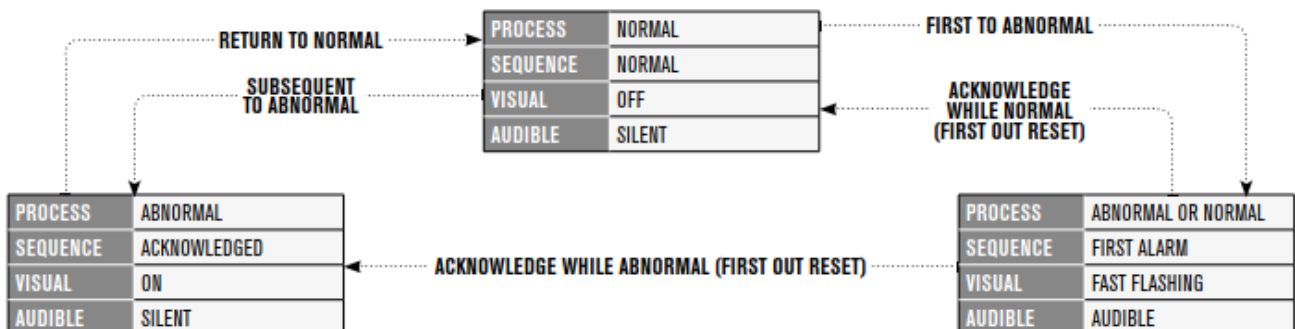 RETURN TO NORMAL
PROCESS NORMAL
FIRST TO ABNORMAL
SEQUENCE NORMAL
SUBSEQUENT
TO ABNORMAL
VISUAL OFF
ACKNOWLEDGE
WHILE NORMAL
(FIRST OUT RESET)
AUDIBLE SILENT
PROCESS ABNORMAL
SEQUENCE ACKNOWLEDGED
VISUAL ON
AUDIBLE SILENT
ACKNOWLEDGE WHILE ABNORMAL (FIRST OUT RESET)
PROCESS ABNORMAL OR NORMAL
SEQUENCE FIRST ALARM
VISUAL FAST FLASHING
AUDIBLE AUDIBLE